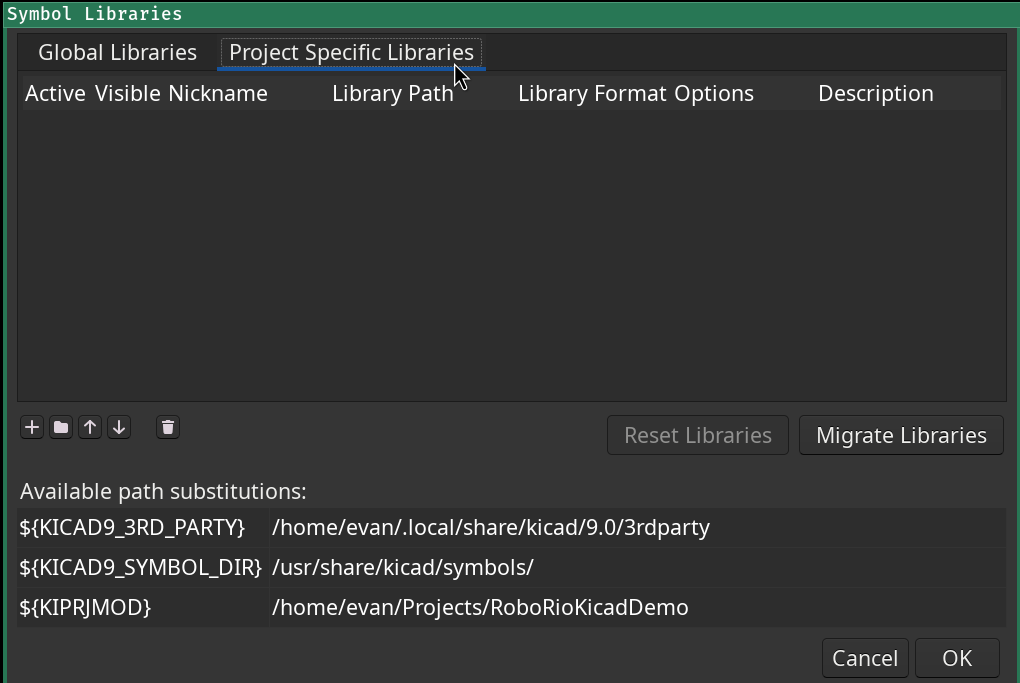 Symbol Libraries
Global Libraries Project Specific Libraries
Active Visible Nickname Library Path Library Format Options Description
Reset Libraries Migrate Libraries
Available path substitutions:
${KICAD9_3RD_PARTY} /home/evan/.local/share/kicad/9.0/3rdparty
${KICAD9_SYMBOL_DIR} /usr/share/kicad/symbols/
${KIPRJMOD} /home/evan/Projects/RoboRioKicadDemo
Cancel OK